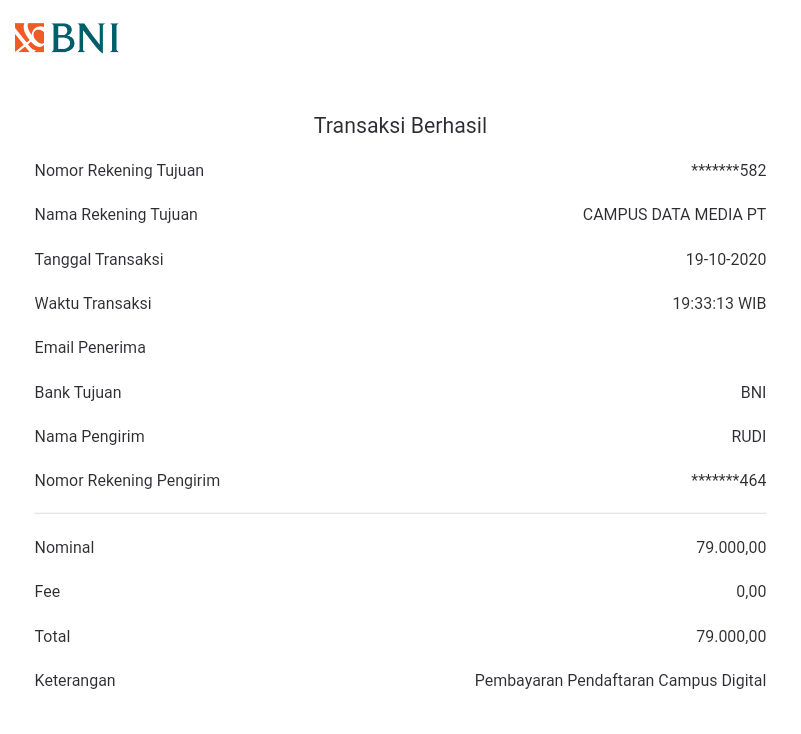 BNI
Transaksi Berhasil
Nomor Rekening Tujuan *******582
Nama Rekening Tujuan CAMPUS DATA MEDIA PT
Tanggal Transaksi 19-10-2020
Waktu Transaksi 19:33:13 WIB
Email Penerima
Bank Tujuan BNI
Nama Pengirim RUDI
Nomor Rekening Pengirim *******464
Nominal 79.000,00
Fee 0,00
Total 79.000,00
Keterangan Pembayaran Pendaftaran Campus Digital